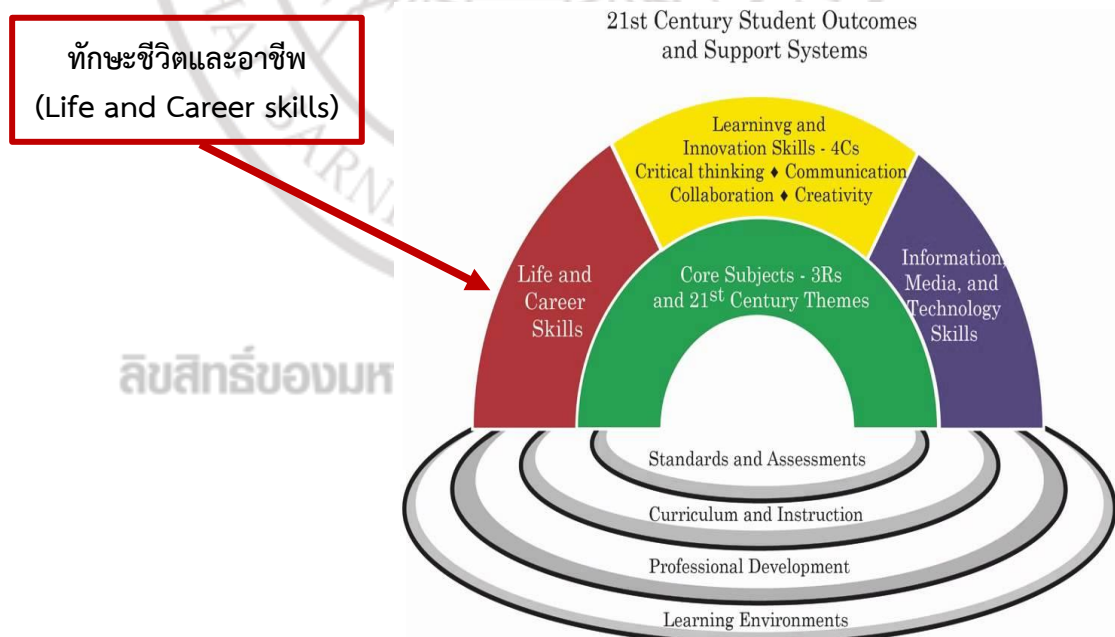 ทักษะชีวิตและอาชีพ
(Life and Career skills)
21st Century Student Outcomes
and Support Systems
Learninvg and
Innovation Skills - 4Cs
Critical thinking ♦ Communication
Collaboration ♦ Creativity
Life and
Career
Skills
Core Subjects - 3Rs
and 21st Century Themes
Information,
Media, and
Technology
Skills
ลิขสิทธิ์ของมห
Standards and Assessments
Curriculum and Instruction
Professional Development
Learning Environments